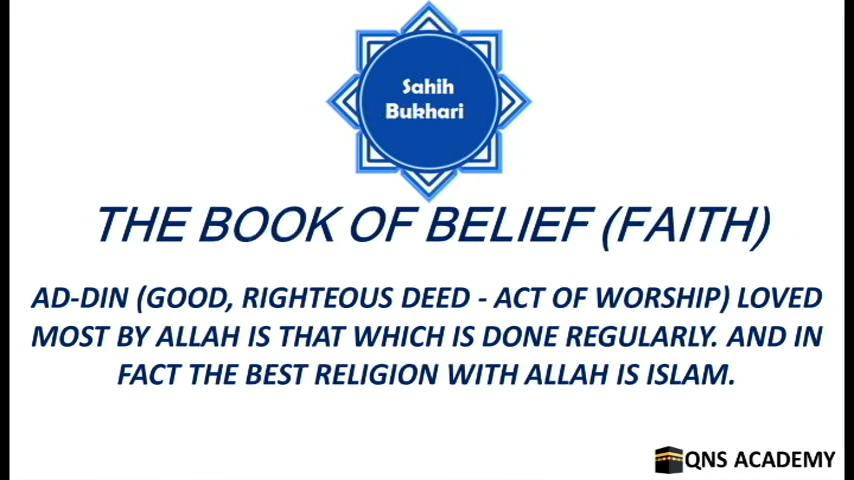 Sahih
Bukhari
THE BOOK OF BELIEF (FAITH)
AD-DIN (GOOD, RIGHTEOUS DEED - ACT OF WORSHIP) LOVED
MOST BY ALLAH IS THAT WHICH IS DONE REGULARLY. AND IN
FACT THE BEST RELIGION WITH ALLAH IS ISLAM.
QNS ACADEMY